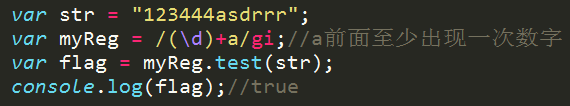 var str = "123444asdrrr";
var myReg = /(\d)+a/gi;//a前面至少出现一次数字
var flag = myReg.test(str);
console.log(flag);//true